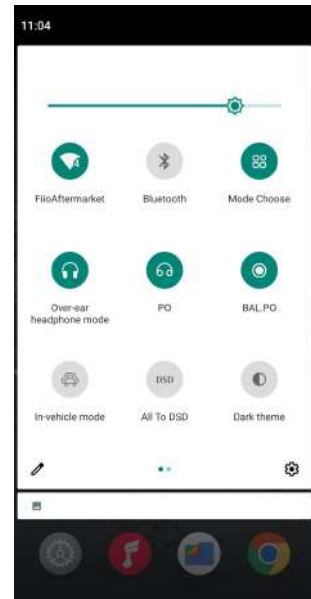 11:04
FiioAftermarket
Bluetooth
Mode Choose
Over-ear
headphone mode
PO
BAL.PO
In-vehicle mode
DSD
All To DSD
Dark theme